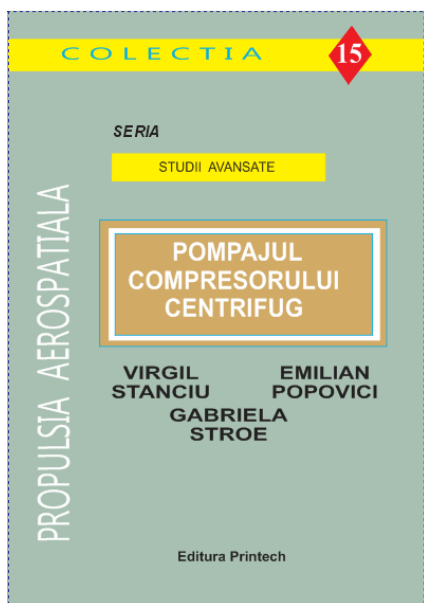 COLECTIA
15
SERIA
STUDII AVANSATE
PROPULSIA AEROSPATIALA
POMPAJUL
COMPRESORULUI
CENTRIFUG
VIRGIL
STANCIU
EMILIAN
POPOVICI
GABRIELA
STROE
Editura Printech